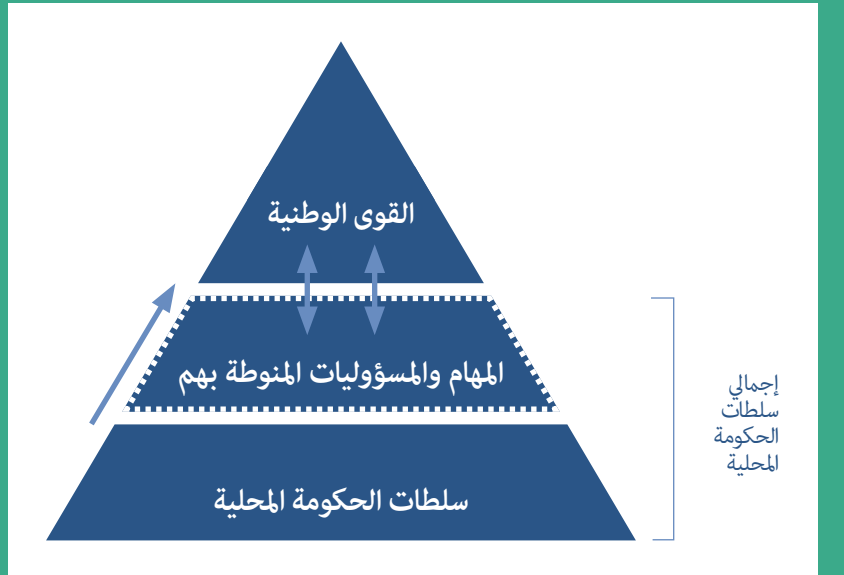 القوى الوطنية
المهام والمسؤوليات المنوطة بهم
سلطات الحكومة المحلية
إجمالي
سلطات
الحكومة
المحلية